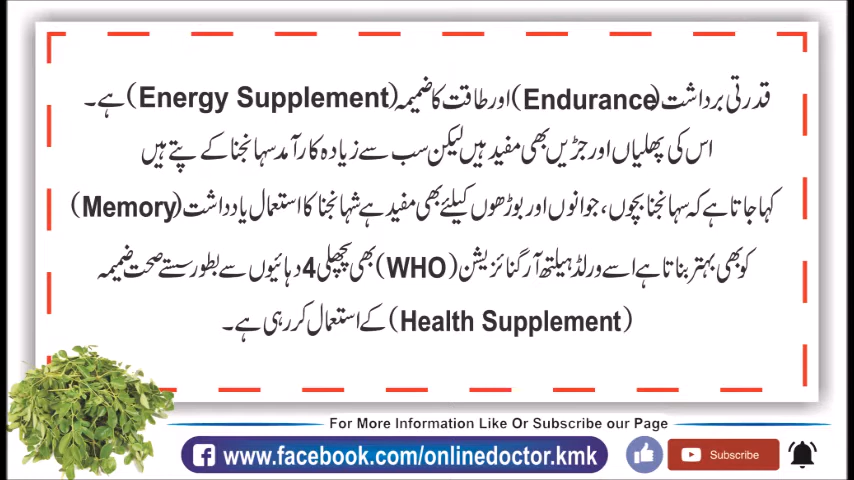 قدرتی برداشت (Endurance) اور طاقت کا ضمیمہ (Energy Supplement) ہے۔
اس کی پھلیاں اور جڑیں بھی مفید ہیں لیکن سب سے زیادہ کارآمد سہانجنا کے پتے ہیں
کہا جاتا ہے کہ سہانجنا بچوں، جوانوں اور بوڑھوں کیلئے بھی مفید ہے شہانجنا کا استعمال یادداشت (Memory)
کو بھی بہتر بناتا ہے اسے ورلڈ ہیلتھ آرگنائزیشن (WHO) بھی پچھلی 4 دہائیوں سے بطور سستے صحت ضمیمہ
(Health Supplement) کے استعمال کر رہی ہے۔
For More Information Like Or Subscribe our Page
www.facebook.com/onlinedoctor.kmk
Subscribe